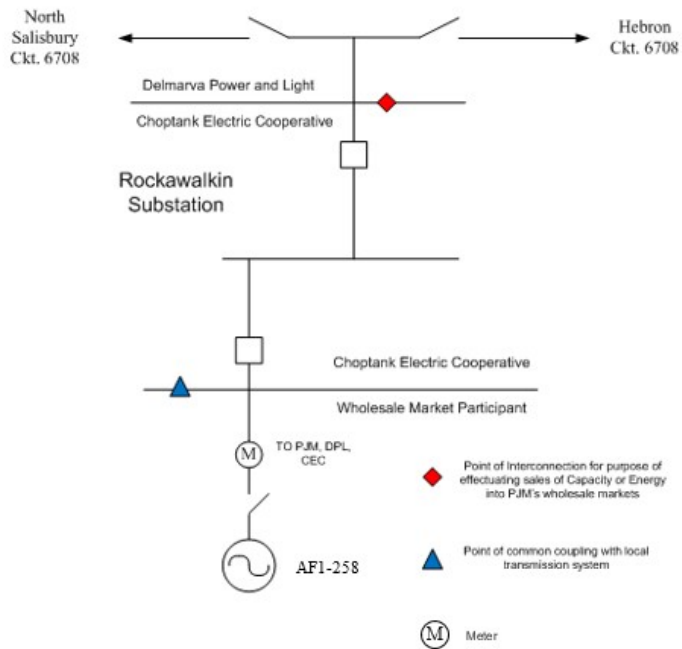 North
Salisbury
Ckt. 6708
Hebron
Ckt. 6708
Delmarva Power and Light
Choptank Electric Cooperative
Rockawalkin
Substation
Choptank Electric Cooperative
Wholesale Market Participant
M
TO PJM, DPL,
CEC
AF1-258
Point of Interconnection for purpose of
effectuating sales of Capacity or Energy
into PJM's wholesale markets
Point of common coupling with local
transmission system
M
Meter